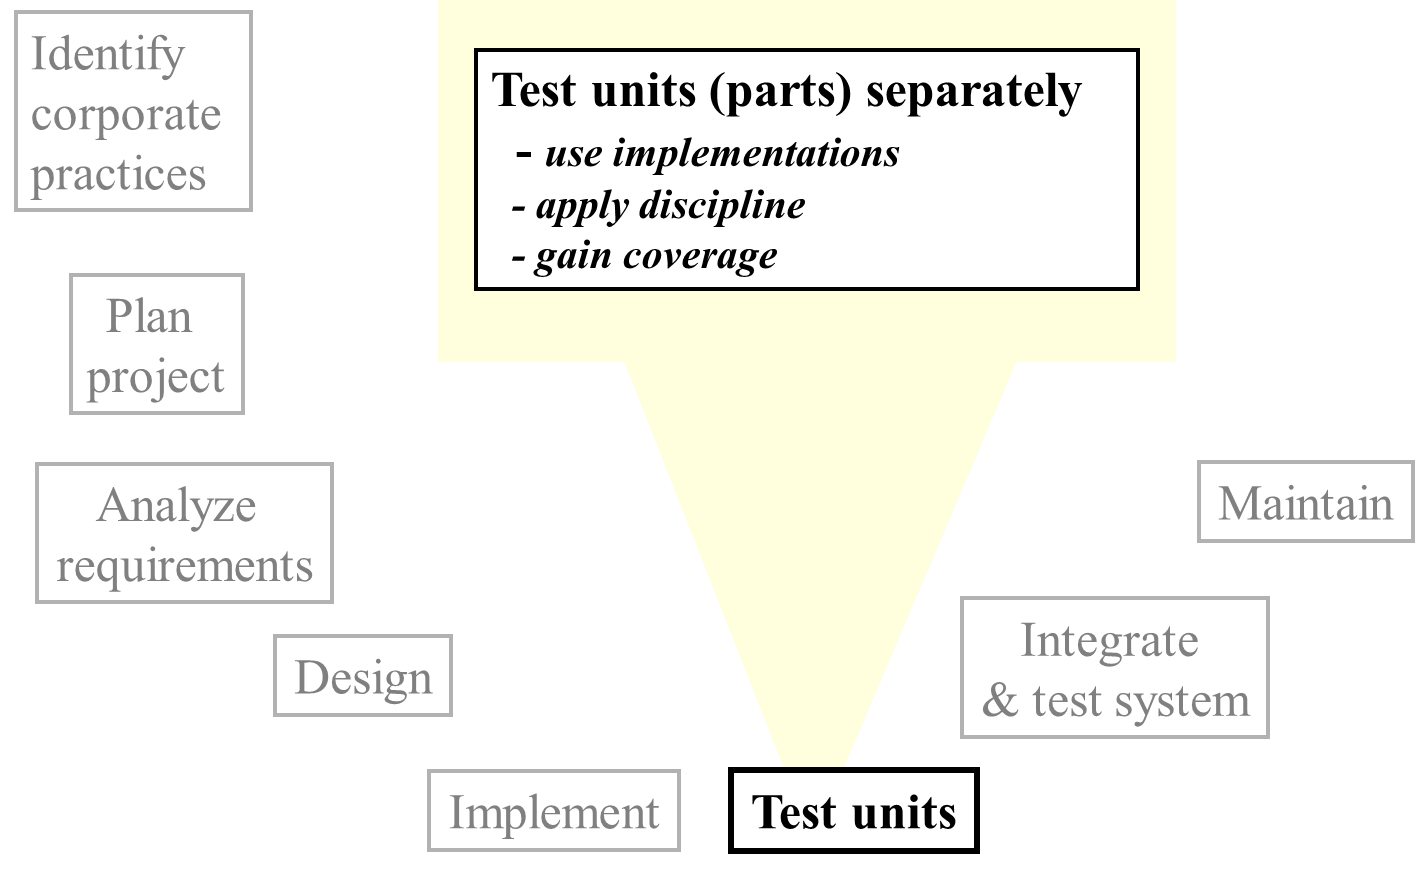 Identify
corporate
practices
Test units (parts) separately
- use implementations
- apply discipline
- gain coverage
Plan
project
Analyze
requirements
Maintain
Design
Integrate
& test system
Implement
Test units